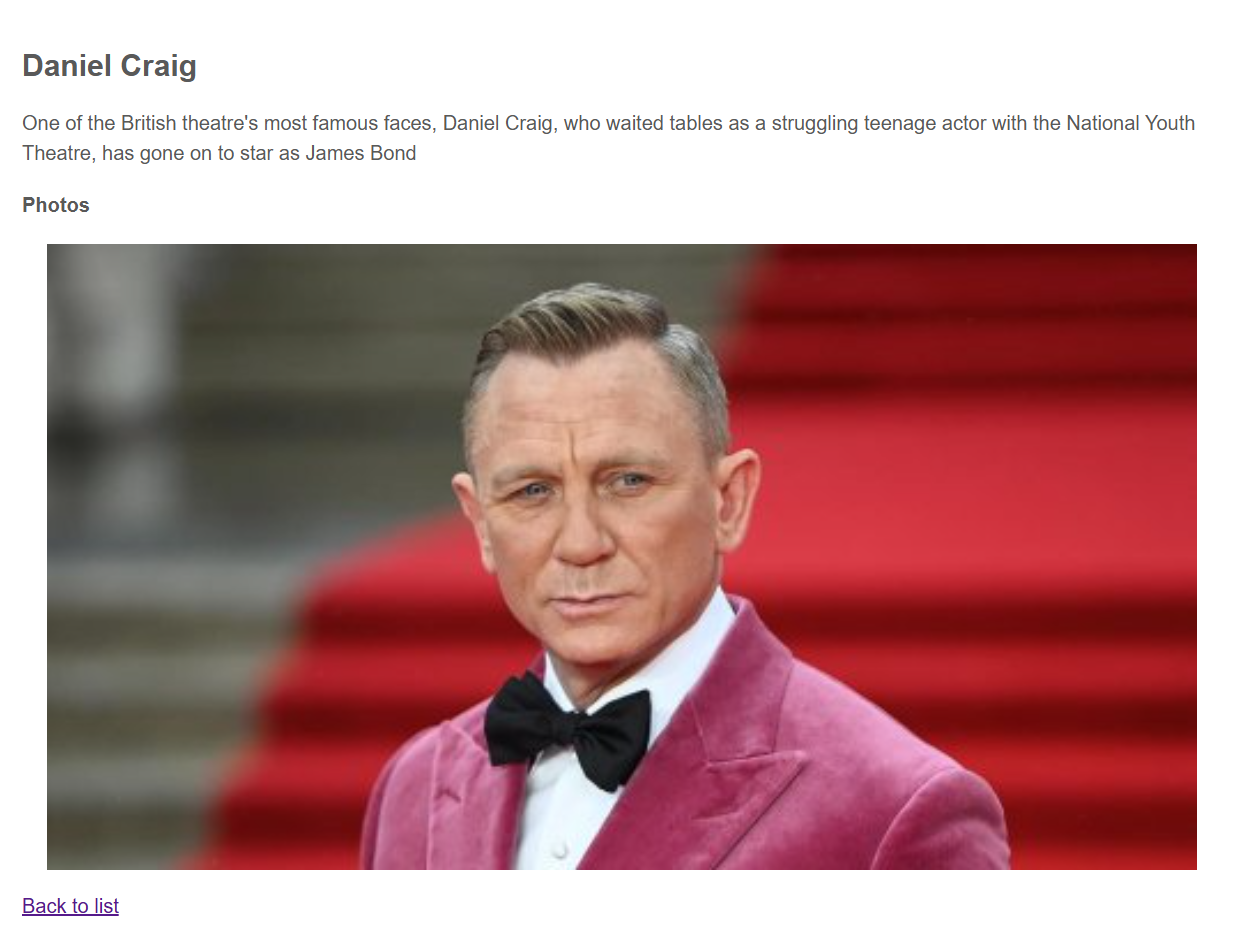 Daniel Craig
One of the British theatre's most famous faces, Daniel Craig, who waited tables as a struggling teenage actor with the National Youth
Theatre, has gone on to star as James Bond
Photos
Back to list